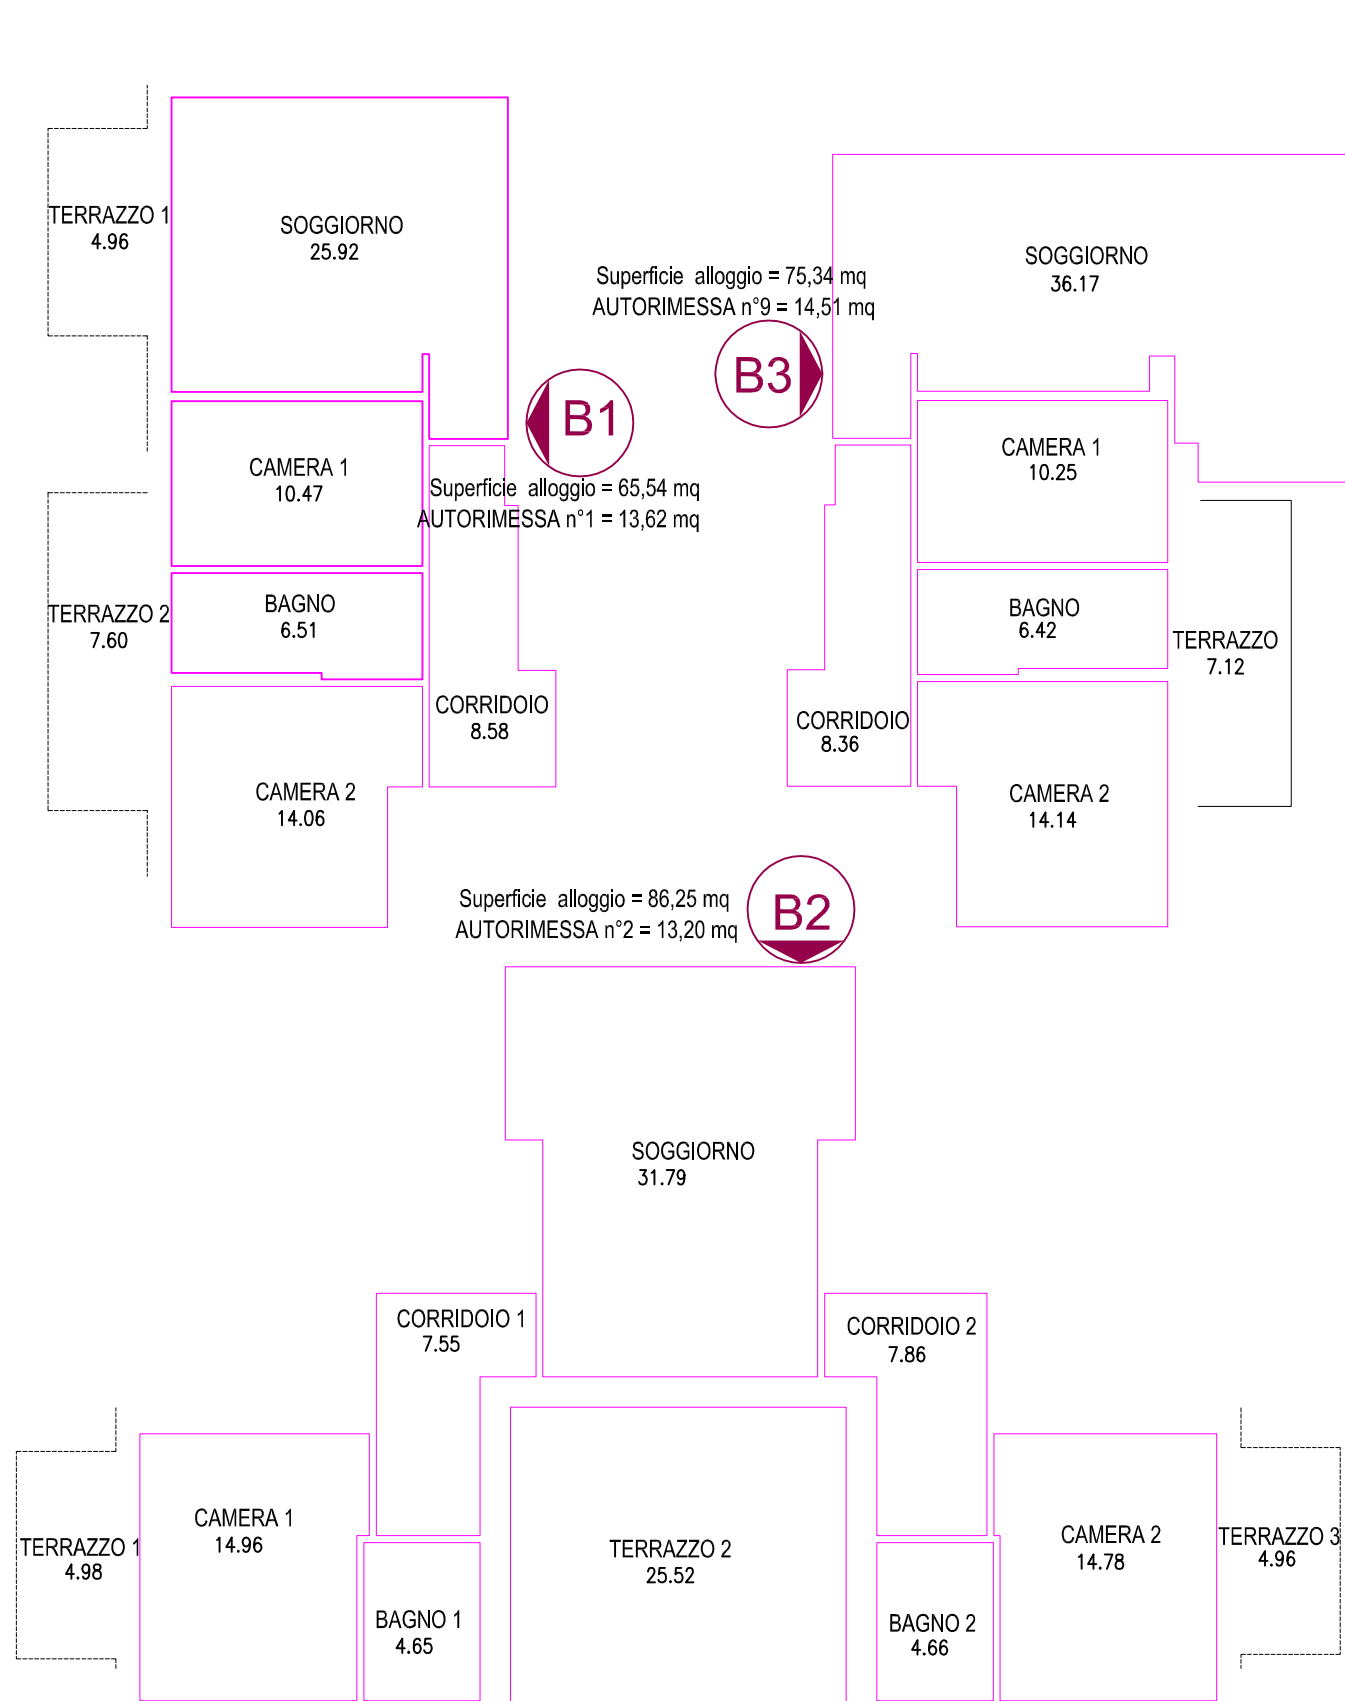 TERRAZZO 1
4.96
SOGGIORNO
25.92
CAMERA 1
10.47
BAGNO
6.51
TERRAZZO 2
7.60
CORRIDOIO
8.58
CAMERA 2
14.06
B1
Superficie alloggio = 65,54 mq
AUTORIMESSA n°1 = 13,62 mq
Superficie alloggio = 75,34 mq
AUTORIMESSA n°9 = 14,51 mq
B3
SOGGIORNO
36.17
CAMERA 1
10.25
BAGNO
6.42
TERRAZZO
7.12
CORRIDOIO
8.36
CAMERA 2
14.14
Superficie alloggio = 86,25 mq
AUTORIMESSA n°2 = 13,20 mq
B2
SOGGIORNO
31.79
CORRIDOIO 1
7.55
CORRIDOIO 2
7.86
TERRAZZO 1
4.98
CAMERA 1
14.96
BAGNO 1
4.65
TERRAZZO 2
25.52
BAGNO 2
4.66
CAMERA 2
14.78
TERRAZZO 3
4.96